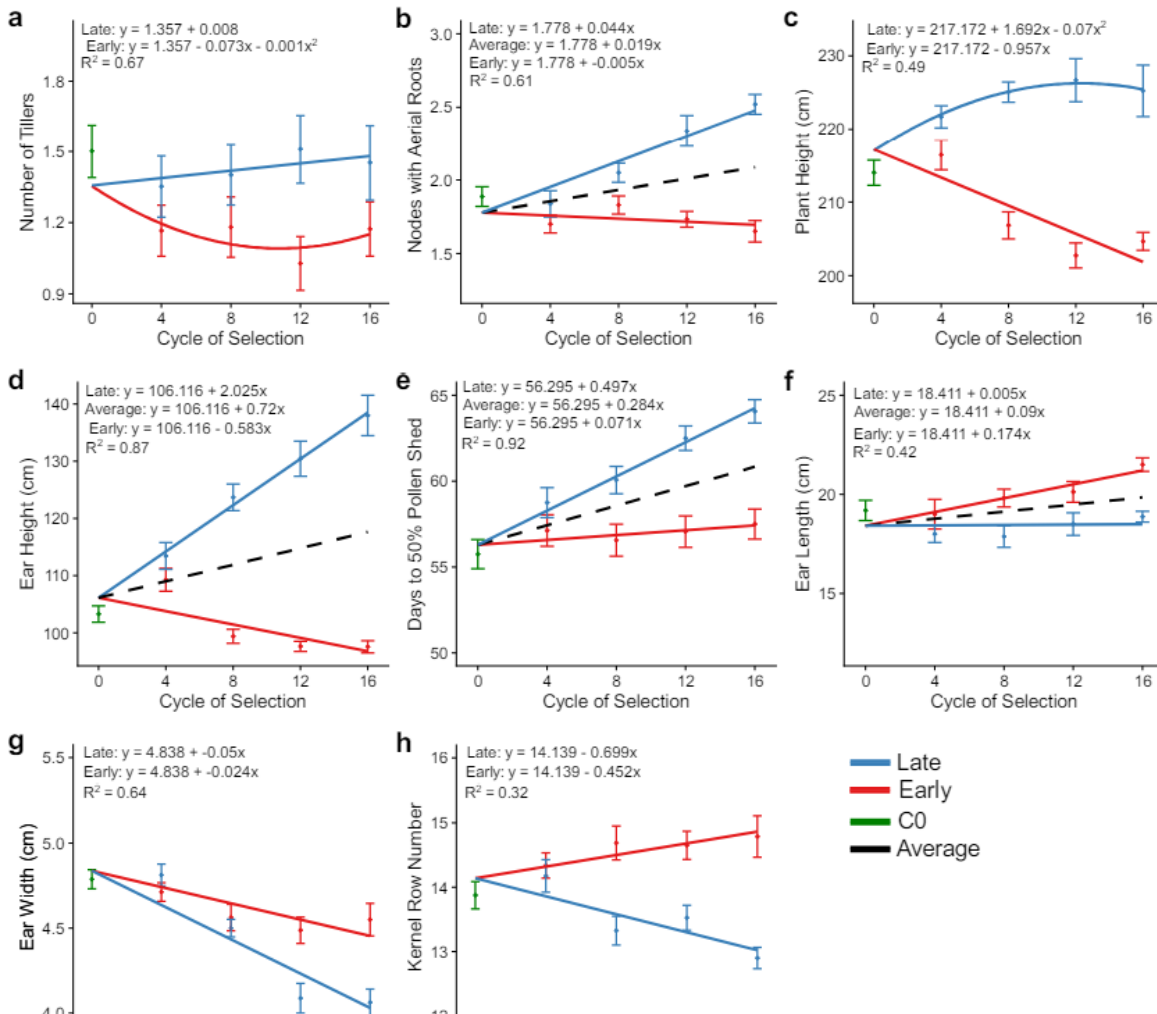 a
Late: y = 1.357 + 0.008
Early: y = 1.357 - 0.073x - 0.001x²
R² = 0.67
Number of Tillers
1.8
1.5
1.2
0.9
0
4
8
12
16
Cycle of Selection
b
Late: y = 1.778 + 0.044x
Average: y = 1.778 + 0.019x
Early: y = 1.778 + -0.005x
R² = 0.61
Nodes with Aerial Roots
3.0
2.5
2.0
1.5
0
4
8
12
16
Cycle of Selection
c
Late: y = 217.172 + 1.692x - 0.07x²
Early: y = 217.172 - 0.957x
R² = 0.49
Plant Height (cm)
230
220
210
200
0
4
8
12
16
Cycle of Selection
d
Late: y = 106.116 + 2.025x
Average: y = 106.116 + 0.72x
Early: y = 106.116 - 0.583x
R² = 0.87
Ear Height (cm)
140
130
120
110
100
0
4
8
12
16
Cycle of Selection
e
Late: y = 56.295 + 0.497x
Average: y = 56.295 + 0.284x
Early: y = 56.295 + 0.071x
R² = 0.92
Days to 50% Pollen Shed
65
60
55
50
0
4
8
12
16
Cycle of Selection
f
Late: y = 18.411 + 0.005x
Average: y = 18.411 + 0.09x
Early: y = 18.411 + 0.174x
R² = 0.42
Ear Length (cm)
25
19
15
0
4
8
12
16
Cycle of Selection
g
Late: y = 4.838 + -0.05x
Early: y = 4.838 + -0.024x
R² = 0.64
Ear Width (cm)
5.5
5.0
4.5
4.0
h
Late: y = 14.139 - 0.699x
Early: y = 14.139 - 0.452x
R² = 0.32
Kernel Row Number
16
15
14
13
12
Late
Early
C0
Average